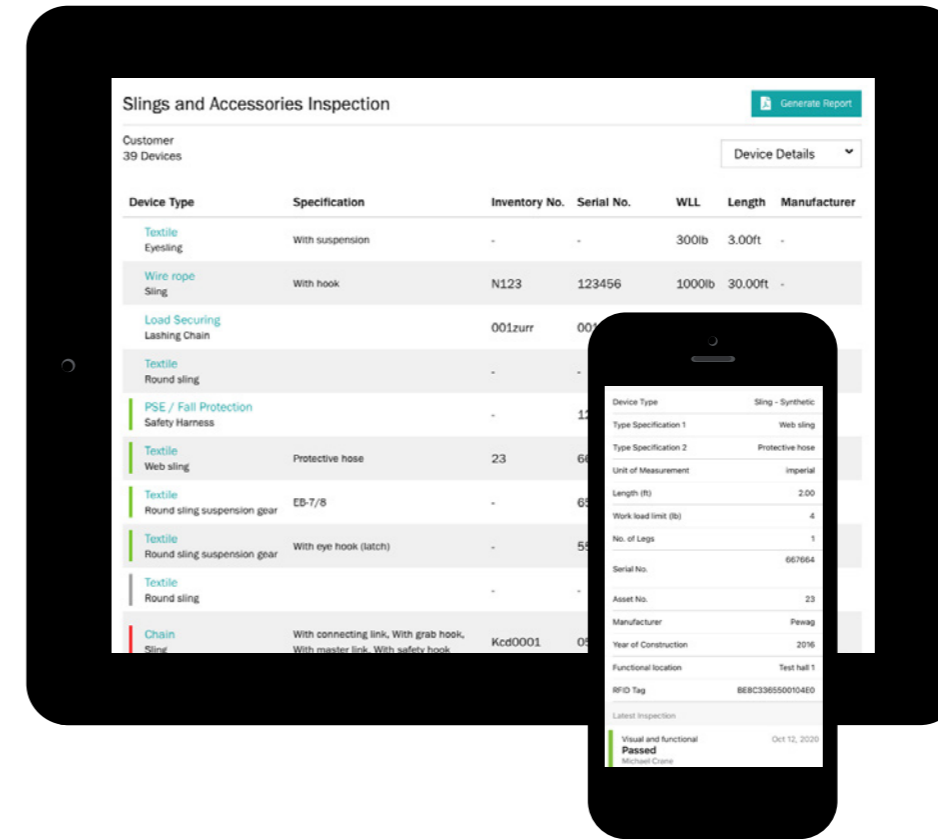 Slings and Accessories Inspection
Generate Report
Customer
39 Devices
Device Details
Device Type Specification Inventory No. Serial No. WLL Length Manufacturer
Textile
Eyesling
With suspension - - 300lb 3.00ft -
Wire rope
Sling
With hook N123 123456 1000lb 30.00ft -
Load Securing
Lashing Chain
001zurr 001
Textile
Round sling
- -
PSE / Fall Protection
Safety Harness
- 12
Textile
Web sling
Protective hose 23 66
Textile
Round sling suspension gear
EB-7/8 - 65
Textile
Round sling suspension gear
With eye hook (latch) - 55
Textile
Round sling
- -
Chain
Sling
With connecting link, With grab hook,
With master link, With safety hook
Kcd0001 05
Device Type Sling - Synthetic
Type Specification 1 Web sling
Type Specification 2 Protective hose
Unit of Measurement imperial
Length (ft) 2.00
Work load limit (lb) 4
No. of Legs 1
Serial No. 667664
Asset No. 23
Manufacturer Pewag
Year of Construction 2016
Functional location Test hall 1
RFID Tag BE8C3365500104E0
Latest Inspection
Visual and functional Oct 12, 2020
Passed
Michael Crane